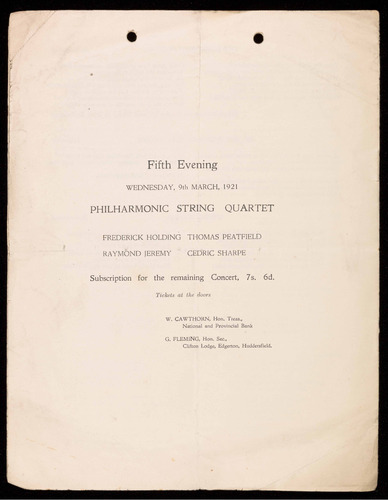 Fifth Evening
WEDNESDAY, 9th MARCH, 1921
PHILHARMONIC STRING QUARTET
FREDERICK HOLDING THOMAS PEATFIELD
RAYMOND JEREMY CEDRIC SHARPE
Subscription for the remaining Concert, 7s. 6d.
Tickets at the doors
W. CAWTHORN, Hon. Treas.,
National and Provincial Bank
G. FLEMING, Hon. Sec.,
Clifton Lodge, Edgerton, Huddersfield.